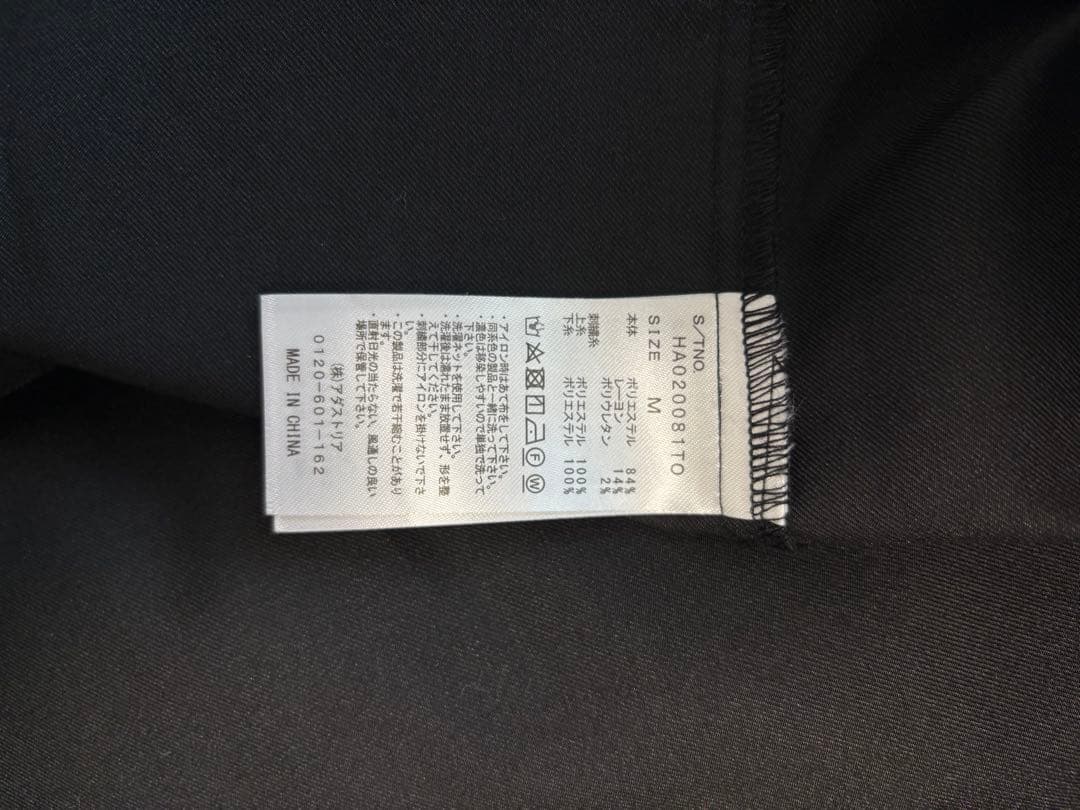 S/TNO.
HA0200081TO
SIZE M
本体 ポリエステル 84%
レーヨン 14%
ポリウレタン 2%
刺繍糸
上糸 ポリエステル 100%
下糸 ポリエステル 100%
W
・アイロン時はあて布をして下さい。
・同系色の製品と一緒に洗って下さい。
・濃色は移染しやすいので単独で洗って
下さい。
・洗濯ネットを使用して下さい。
・洗濯後は濡れたまま放置せず、形を整
えて干してください。
・刺繍部分にアイロンを掛けないで下さ
い。
・この製品は洗濯で若干縮むことがあり
ます。
・直射日光の当たらない、風通しの良い
場所で保管して下さい。
(株)アダストリア
0120-601-162
MADE IN CHINA